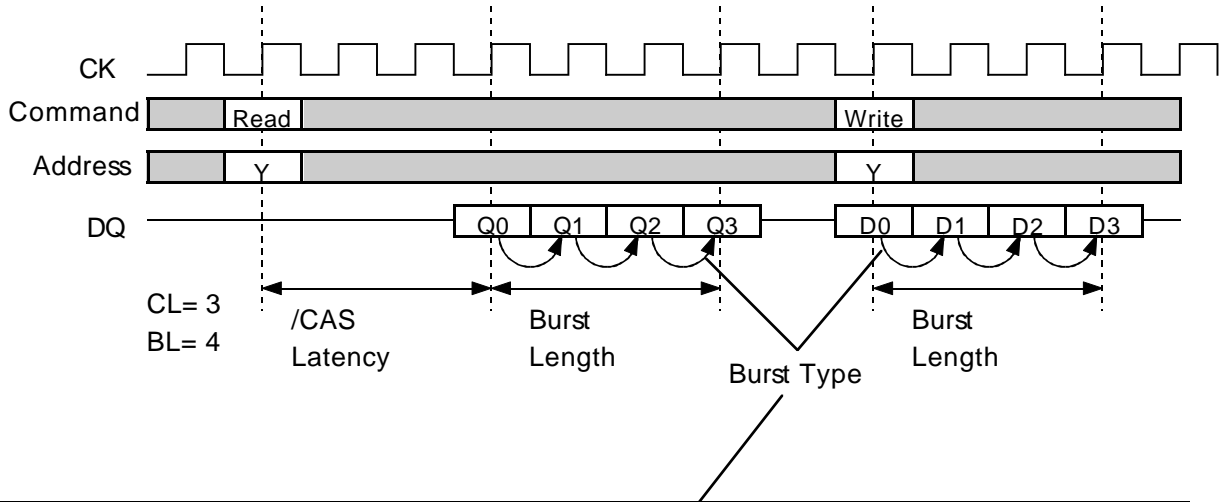 CK
Command Read Write
Address Y Y
DQ Q0 Q1 Q2 Q3 D0 D1 D2 D3
CL= 3 /CAS Burst Burst
BL= 4 Latency Length Length
Burst Type